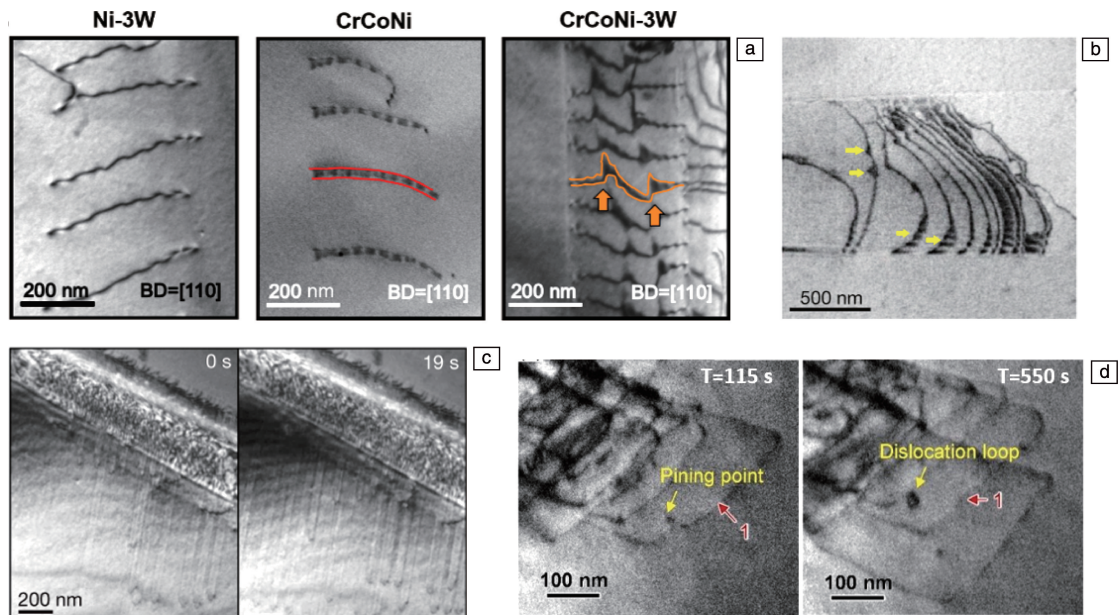 Ni-3W
CrCoNi
CrCoNi-3W
a
b
200 nm
BD=[110]
200 nm
BD=[110]
200 nm
BD=[110]
500 nm
0 s
19 s
c
200 nm
T=115 s
T=550 s
d
Pining point
1
100 nm
Dislocation loop
1
100 nm